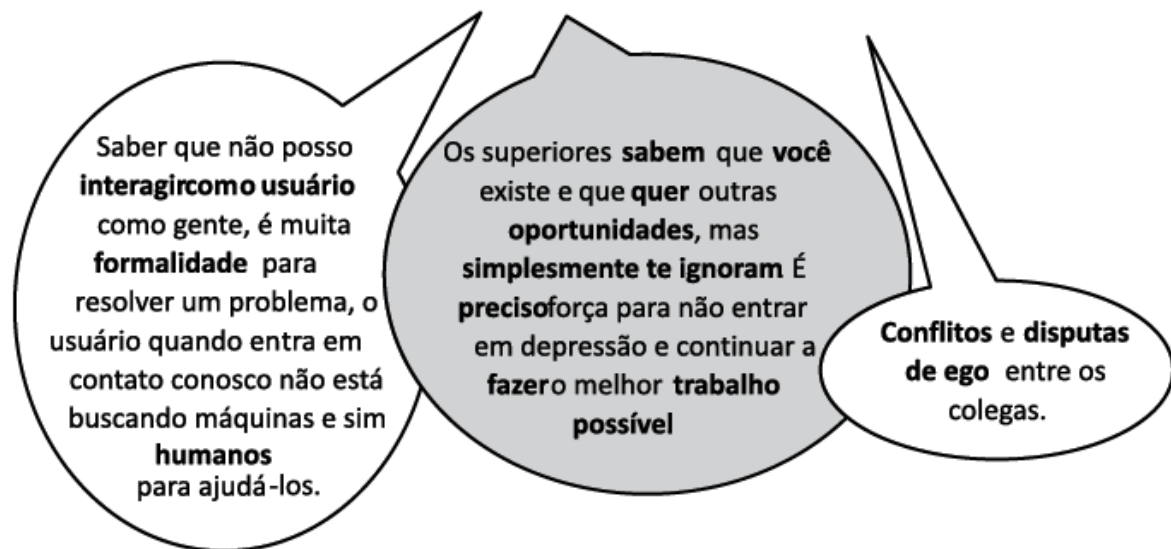 Saber que não posso
interagircomo usuário
como gente, é muita
formalidade para
resolver um problema, o
usuário quando entra em
contato conosco não está
buscando máquinas e sim
humanos
para ajudá-los.
Os superiores sabem que você
existe e que quer outras
oportunidades, mas
simplesmente te ignoram É
precisoforça para não entrar
em depressão e continuar a
fazero melhor trabalho
possível
Conflitos e disputas
de ego entre os
colegas.